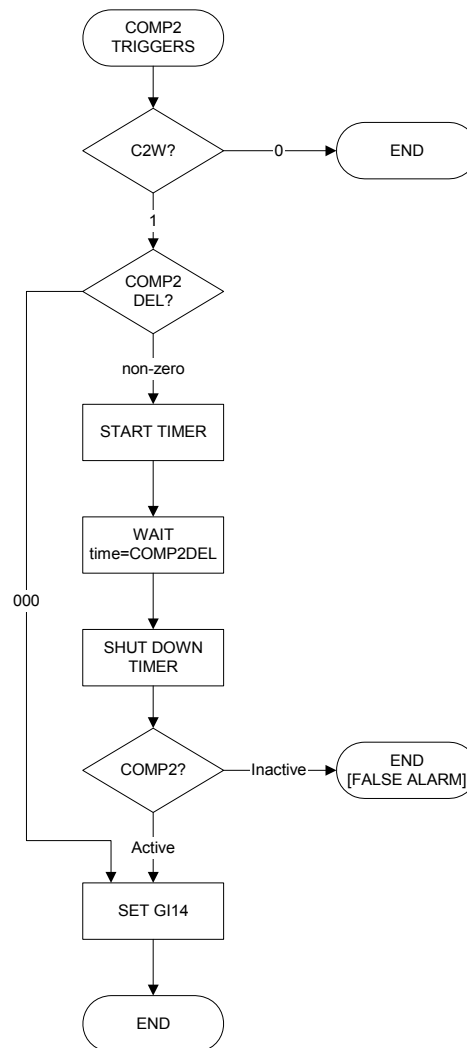 COMP2
TRIGGERS
C2W?
0
END
1
COMP2
DEL?
non-zero
START TIMER
WAIT
time=COMP2DEL
000
SHUT DOWN
TIMER
COMP2?
Inactive
END
[FALSE ALARM]
Active
SET GI14
END